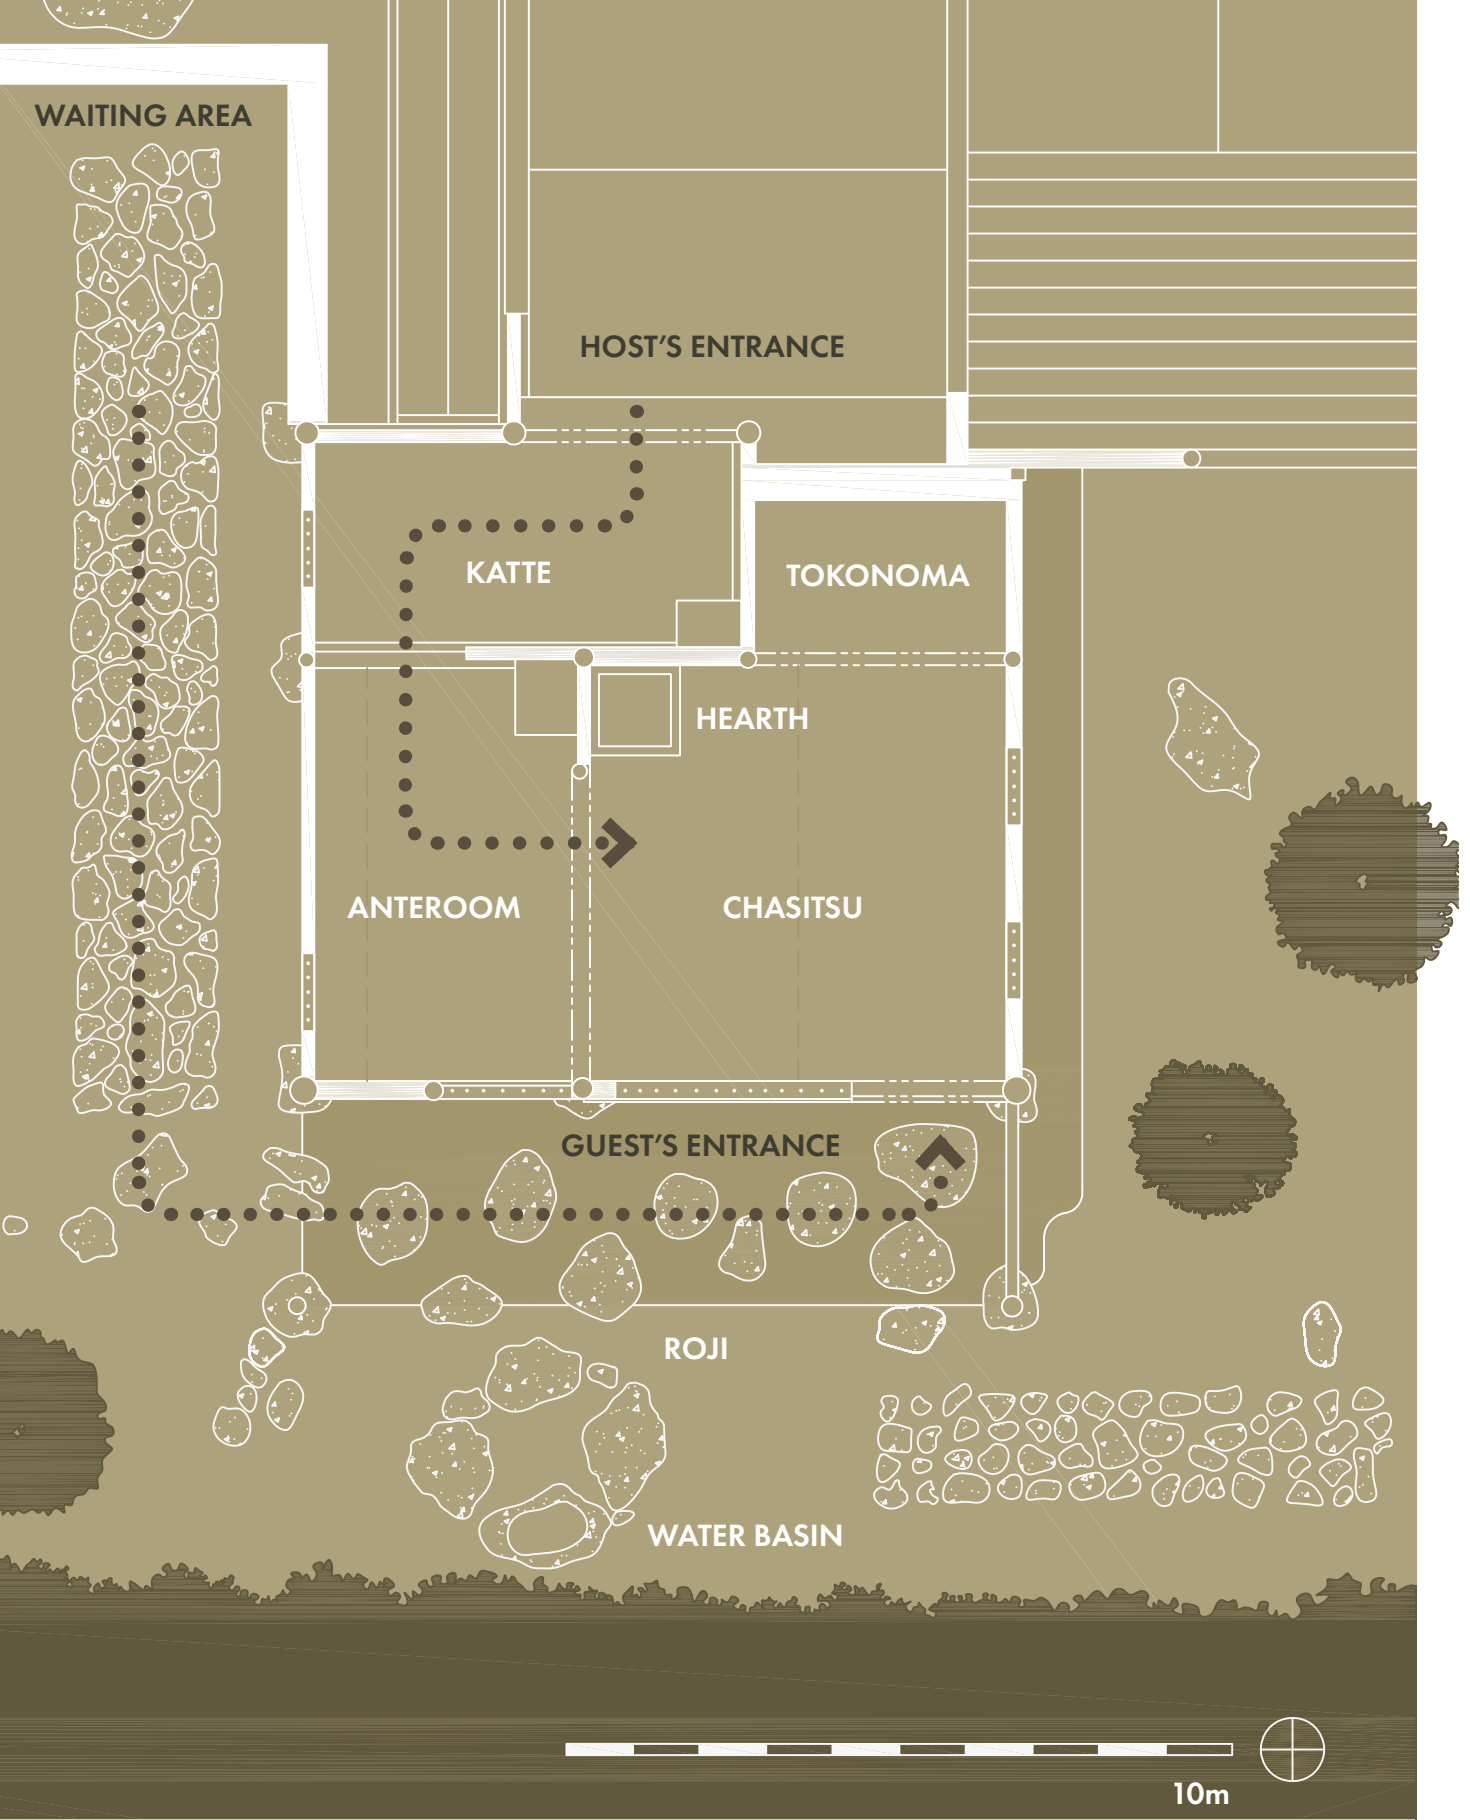 WAITING AREA
HOST’S ENTRANCE
KATTE
TOKONOMA
HEARTH
ANTEROOM
CHASITSU
GUEST’S ENTRANCE
ROJI
WATER BASIN
10m